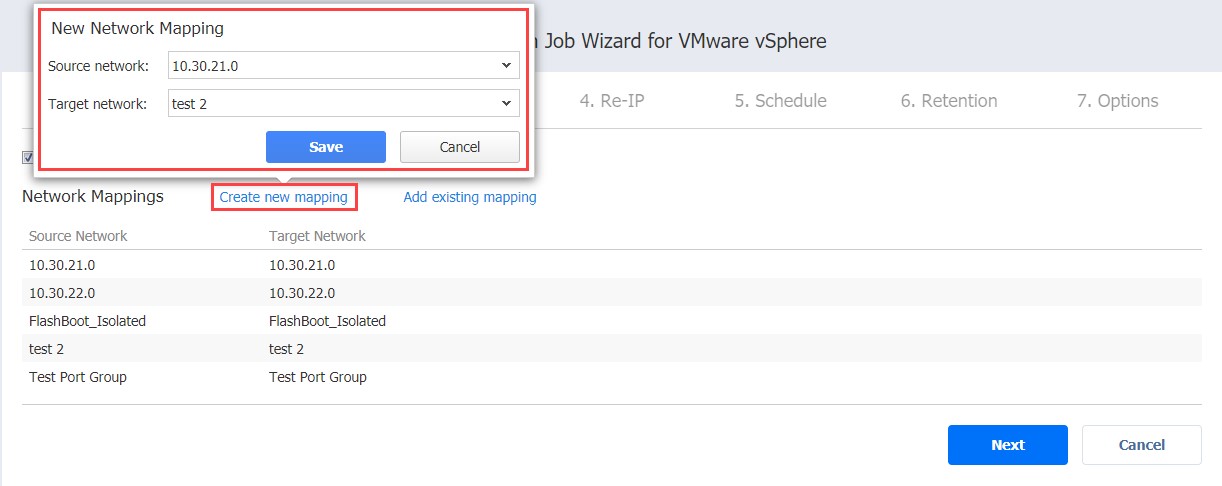 New Network Mapping
Job Wizard for VMware vSphere
Source network: 10.30.21.0
Target network: test 2
4. Re-IP 5. Schedule 6. Retention 7. Options
Save Cancel
Network Mappings Create new mapping Add existing mapping
Source Network Target Network
10.30.21.0 10.30.21.0
10.30.22.0 10.30.22.0
FlashBoot_Isolated FlashBoot_Isolated
test 2 test 2
Test Port Group Test Port Group
Next Cancel